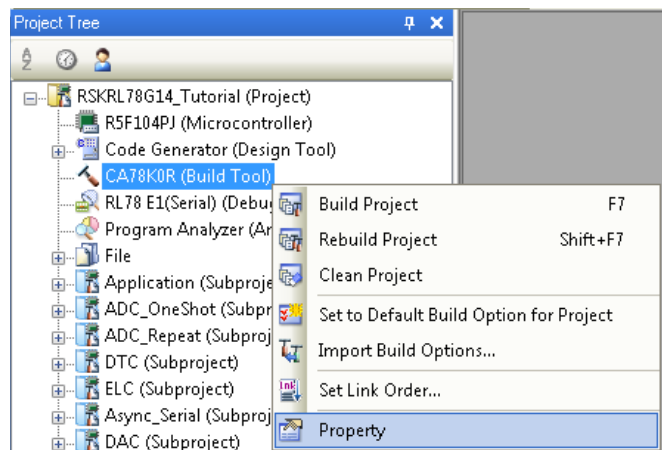 Project Tree
RSKRL78G14_Tutorial (Project)
R5F104PJ (Microcontroller)
Code Generator (Design Tool)
CA78K0R (Build Tool)
RL78 E1(Serial) (Debu
Program Analyzer (An
File
Application (Subproje
ADC_OneShot (Subpr
ADC_Repeat (Subproj
DTC (Subproject)
ELC (Subproject)
Async_Serial (Subproj
DAC (Subproject)
Build Project F7
Rebuild Project Shift+F7
Clean Project
Set to Default Build Option for Project
Import Build Options...
Set Link Order...
Property